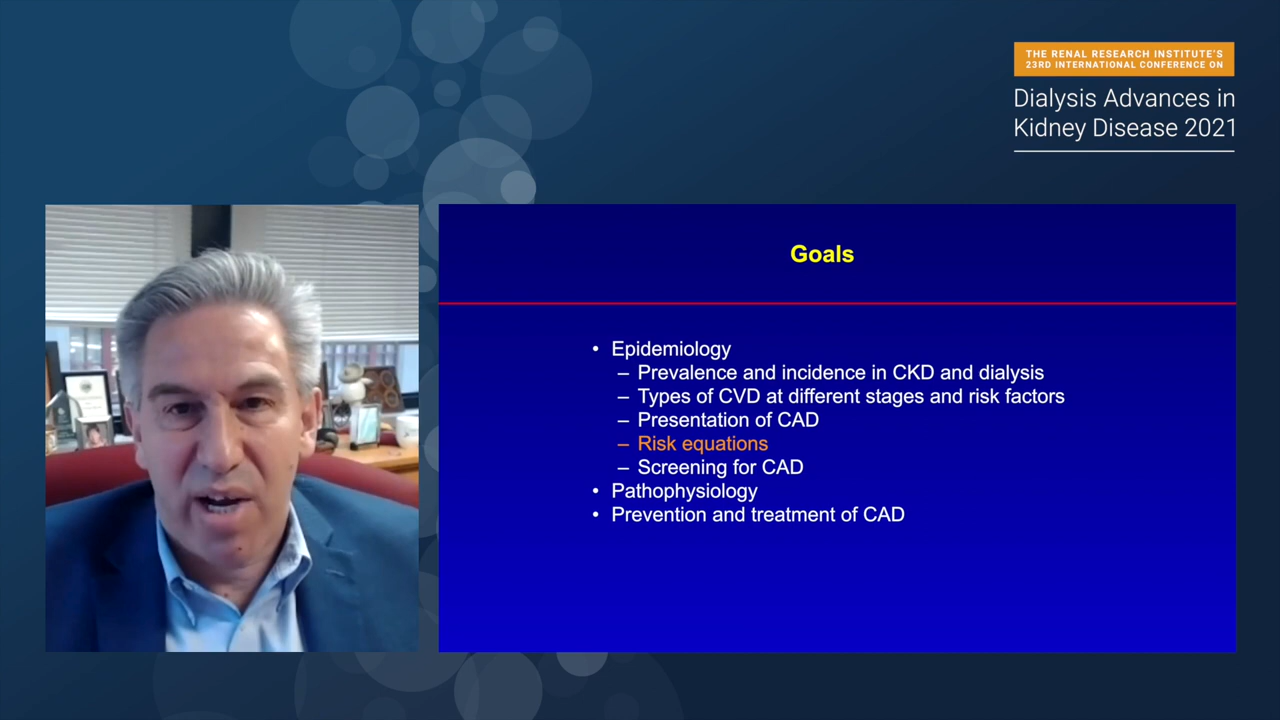 THE RENAL RESEARCH INSTITUTE'S
23RD INTERNATIONAL CONFERENCE ON
Dialysis Advances in
Kidney Disease 2021
Goals
• Epidemiology
– Prevalence and incidence in CKD and dialysis
– Types of CVD at different stages and risk factors
– Presentation of CAD
– Risk equations
– Screening for CAD
• Pathophysiology
• Prevention and treatment of CAD